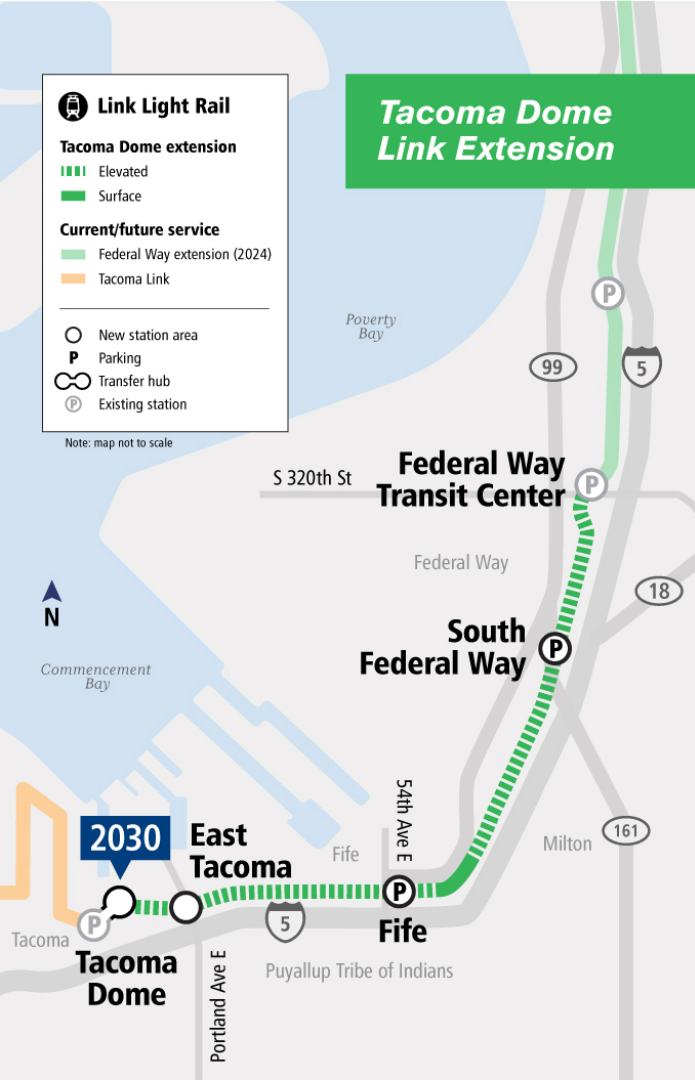 Tacoma Dome
Link Extension
Link Light Rail
Tacoma Dome extension
Elevated
Surface
Current/future service
Federal Way extension (2024)
Tacoma Link
New station area
P Parking
Transfer hub
P Existing station
Note: map not to scale
Poverty
Bay
P
99
5
Federal Way
Transit Center
S 320th St
P
Federal Way
18
N
South
Federal Way
P
Commencement
Bay
54th Ave E
161
Milton
2030
East
Tacoma
Fife
P
Fife
5
P
Tacoma
Tacoma
Dome
Portland Ave E
Puyallup Tribe of Indians